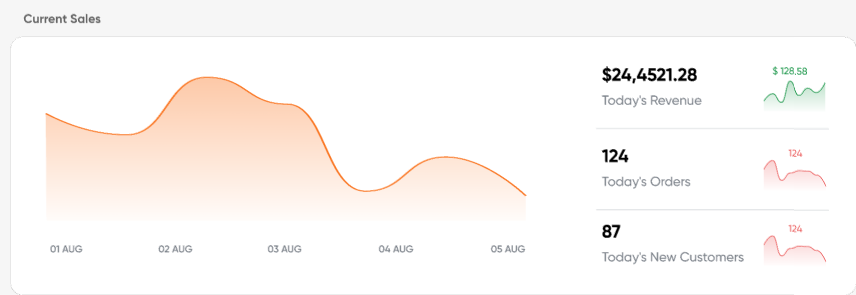 Current Sales
$24,4521.28
$ 128.58
Today's Revenue
124
124
Today's Orders
87
124
Today's New Customers
01 AUG 02 AUG 03 AUG 04 AUG 05 AUG